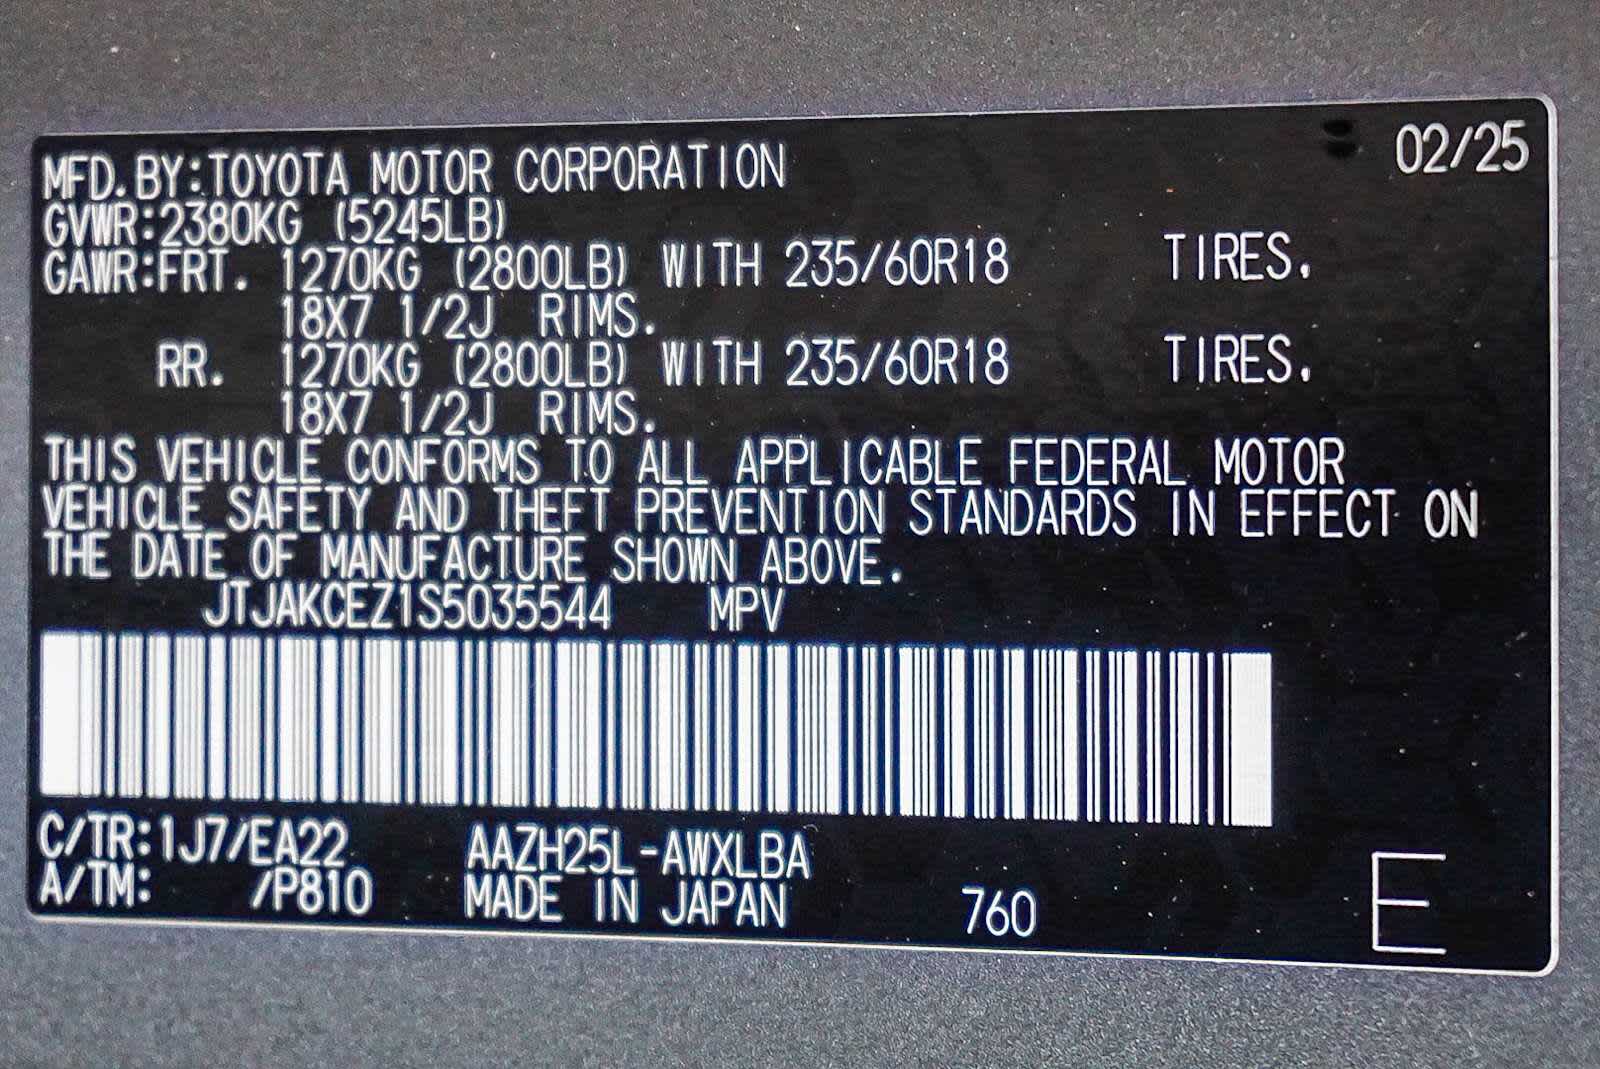 02/25
MFD.BY:TOYOTA MOTOR CORPORATION
GVWR:2380KG (5245LB)
GAWR:FRT. 1270KG (2800LB) WITH 235/60R18 TIRES.
18X7 1/2J RIMS.
RR. 1270KG (2800LB) WITH 235/60R18 TIRES.
18X7 1/2J RIMS.
THIS VEHICLE CONFORMS TO ALL APPLICABLE FEDERAL MOTOR
VEHICLE SAFETY AND THEFT PREVENTION STANDARDS IN EFFECT ON
THE DATE OF MANUFACTURE SHOWN ABOVE.
JTJAKCEZ1S5035544 MPV
C/TR:1J7/EA22 AAZH25L-AWXLBA
A/TM: /P810 MADE IN JAPAN 760 E